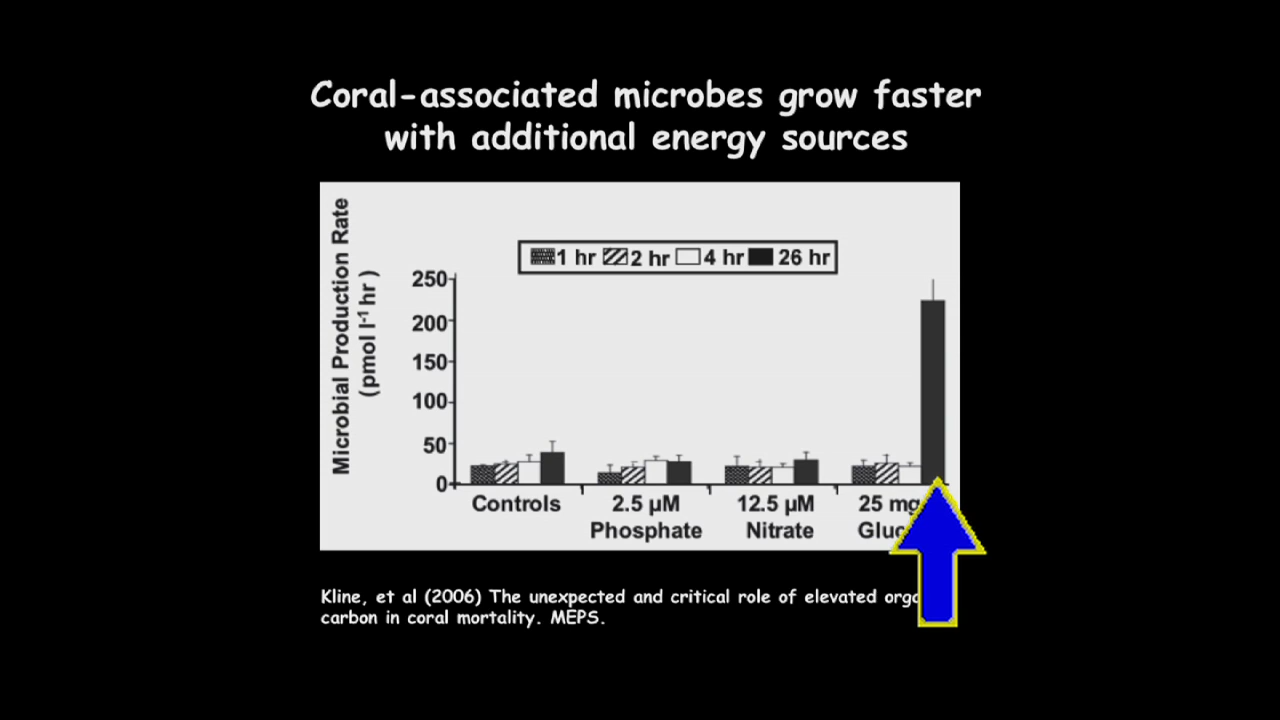 Coral-associated microbes grow faster
with additional energy sources
Microbial Production Rate
(pmol l⁻¹ hr )
1 hr 2 hr 4 hr 26 hr
250
200
150
100
50
0
Controls
2.5 µM
Phosphate
12.5 µM
Nitrate
25 mg
Kline, et al (2006) The unexpected and critical role of elevated
carbon in coral mortality. MEPS.